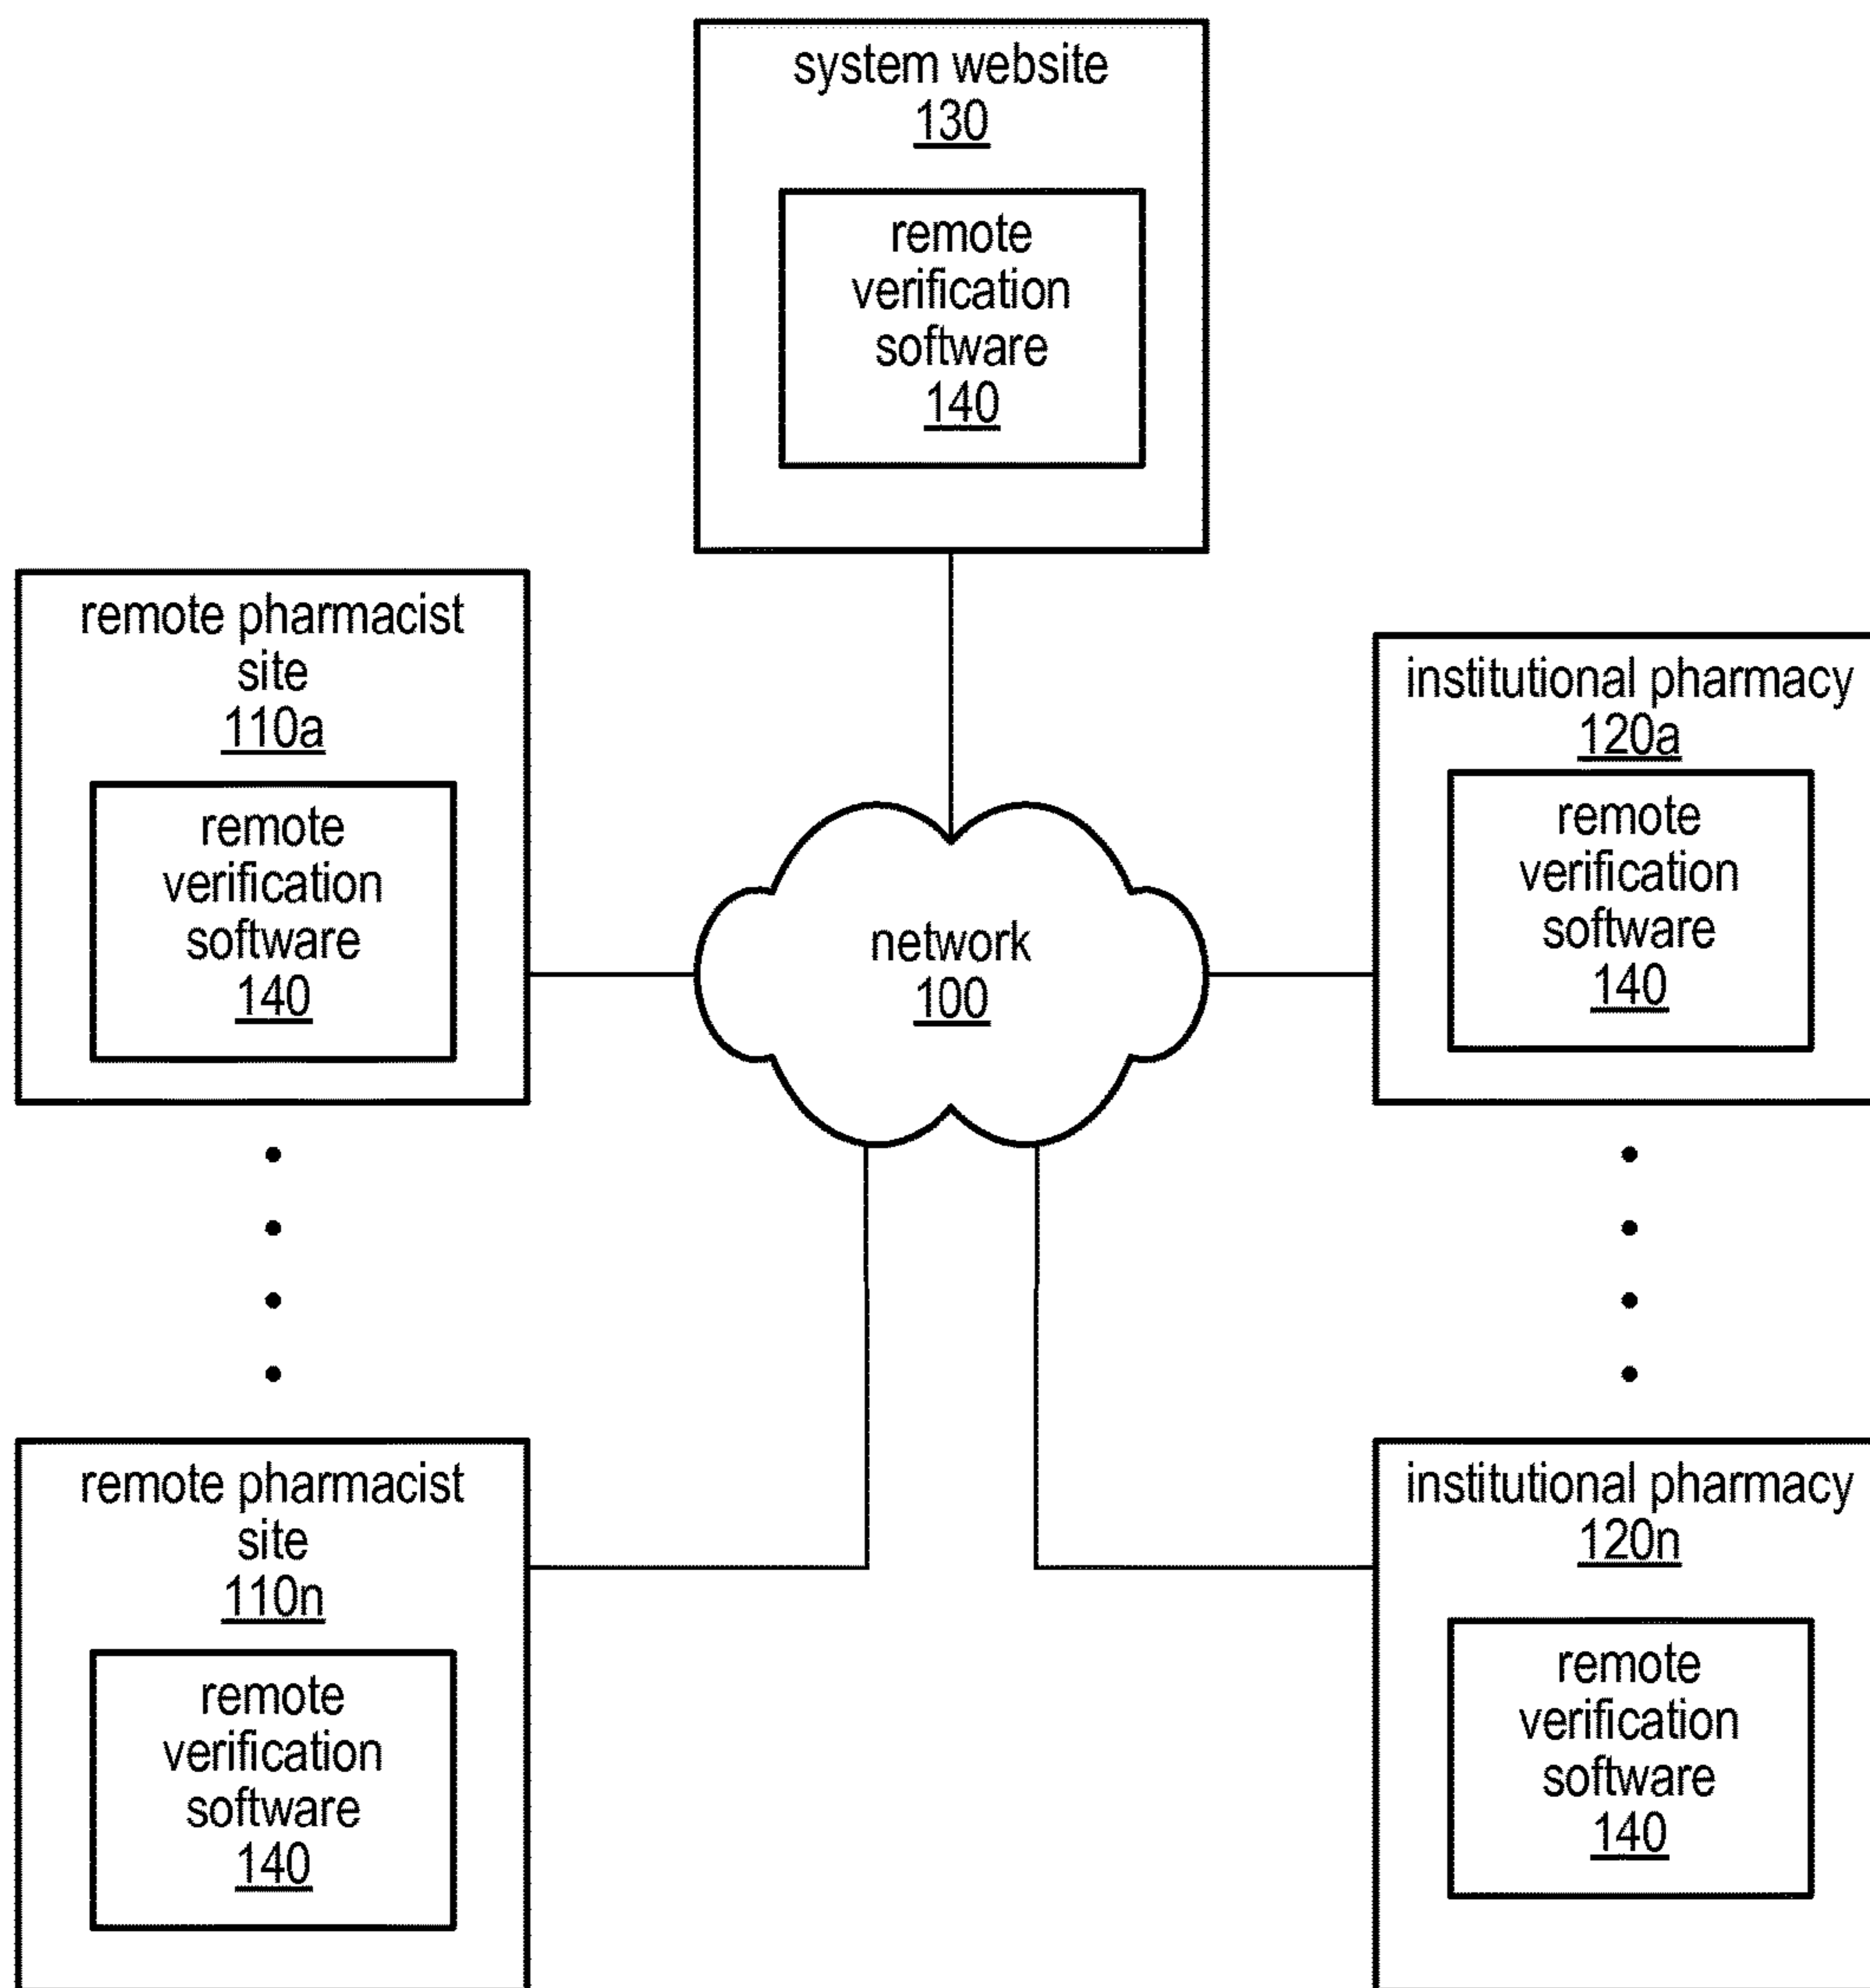 system website
130
remote
verification
software
140
remote pharmacist
site
110a
remote
verification
software
140
institutional pharmacy
120a
remote
verification
software
140
network
100
remote pharmacist
site
110n
remote
verification
software
140
institutional pharmacy
120n
remote
verification
software
140